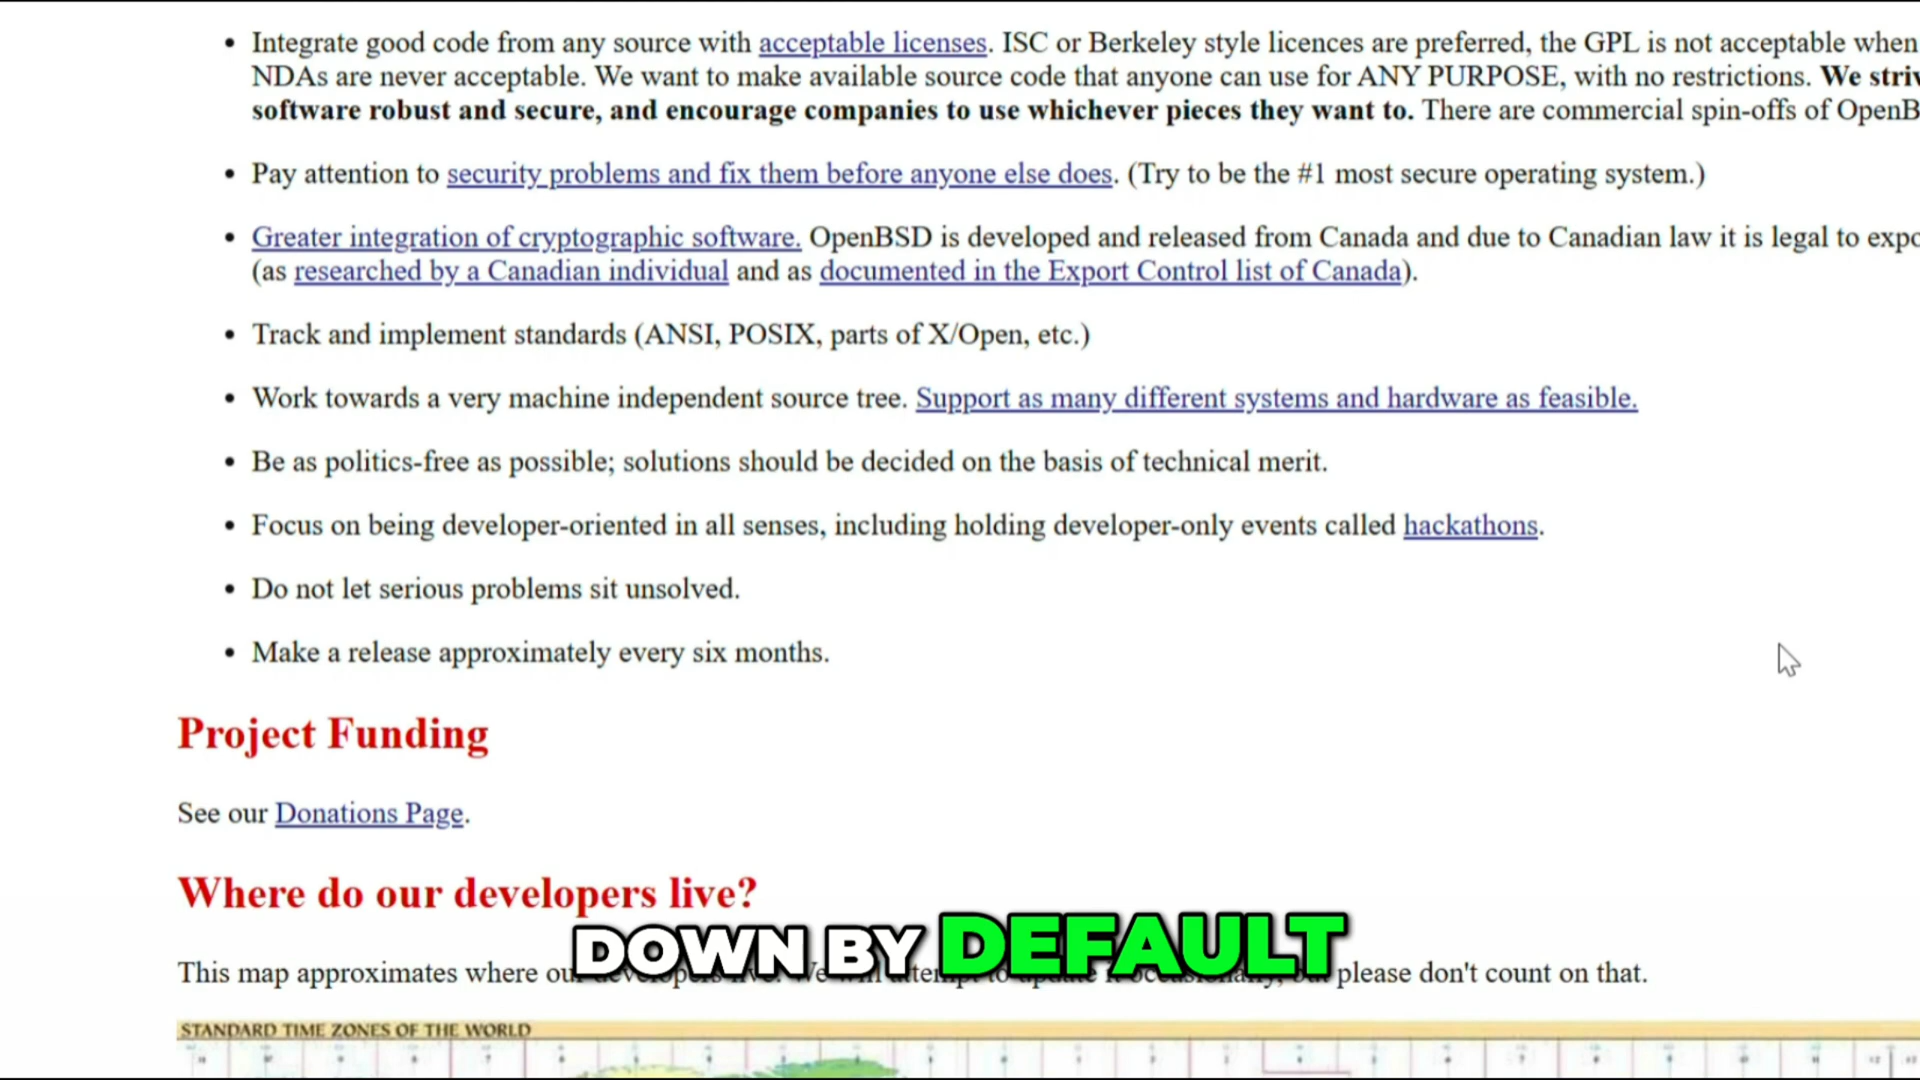 • Integrate good code from any source with acceptable licenses. ISC or Berkeley style licences are preferred, the GPL is not acceptable when
NDAs are never acceptable. We want to make available source code that anyone can use for ANY PURPOSE, with no restrictions. We
software robust and secure, and encourage companies to use whichever pieces they want to. There are commercial spin-offs of
• Pay attention to security problems and fix them before anyone else does. (Try to be the #1 most secure operating system.)
• Greater integration of cryptographic software. OpenBSD is developed and released from Canada and due to Canadian law it is legal to
(as researched by a Canadian individual and as documented in the Export Control list of Canada).
• Track and implement standards (ANSI, POSIX, parts of X/Open, etc.)
• Work towards a very machine independent source tree. Support as many different systems and hardware as feasible.
• Be as politics-free as possible; solutions should be decided on the basis of technical merit.
• Focus on being developer-oriented in all senses, including holding developer-only events called hackathons.
• Do not let serious problems sit unsolved.
• Make a release approximately every six months.
Project Funding
See our Donations Page.
Where do our developers live?
DOWN BY DEFAULT
This map approximates where please don't count on that.
STANDARD TIME ZONES OF THE WORLD